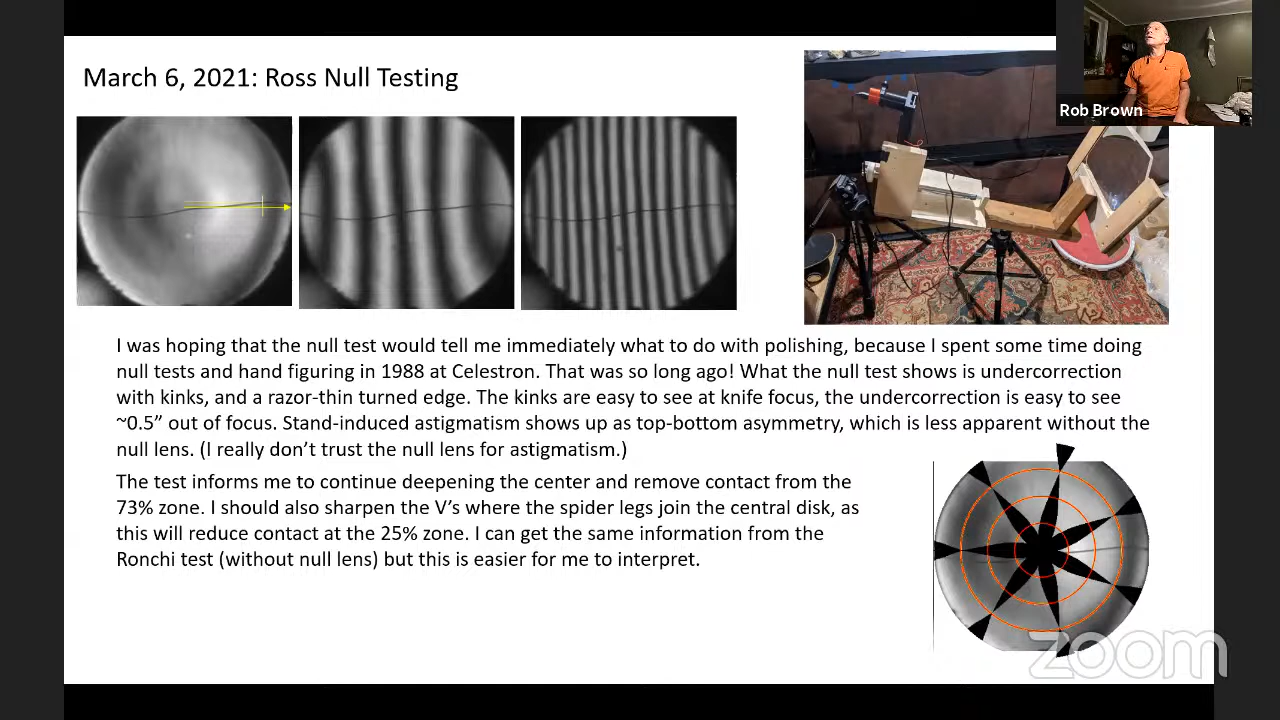 March 6, 2021: Ross Null Testing
Rob Brown
I was hoping that the null test would tell me immediately what to do with polishing, because I spent some time doing
null tests and hand figuring in 1988 at Celestron. That was so long ago! What the null test shows is undercorrection
with kinks, and a razor-thin turned edge. The kinks are easy to see at knife focus, the undercorrection is easy to see
~0.5” out of focus. Stand-induced astigmatism shows up as top-bottom asymmetry, which is less apparent without the
null lens. (I really don’t trust the null lens for astigmatism.)
The test informs me to continue deepening the center and remove contact from the
73% zone. I should also sharpen the V’s where the spider legs join the central disk, as
this will reduce contact at the 25% zone. I can get the same information from the
Ronchi test (without null lens) but this is easier for me to interpret.
zoom